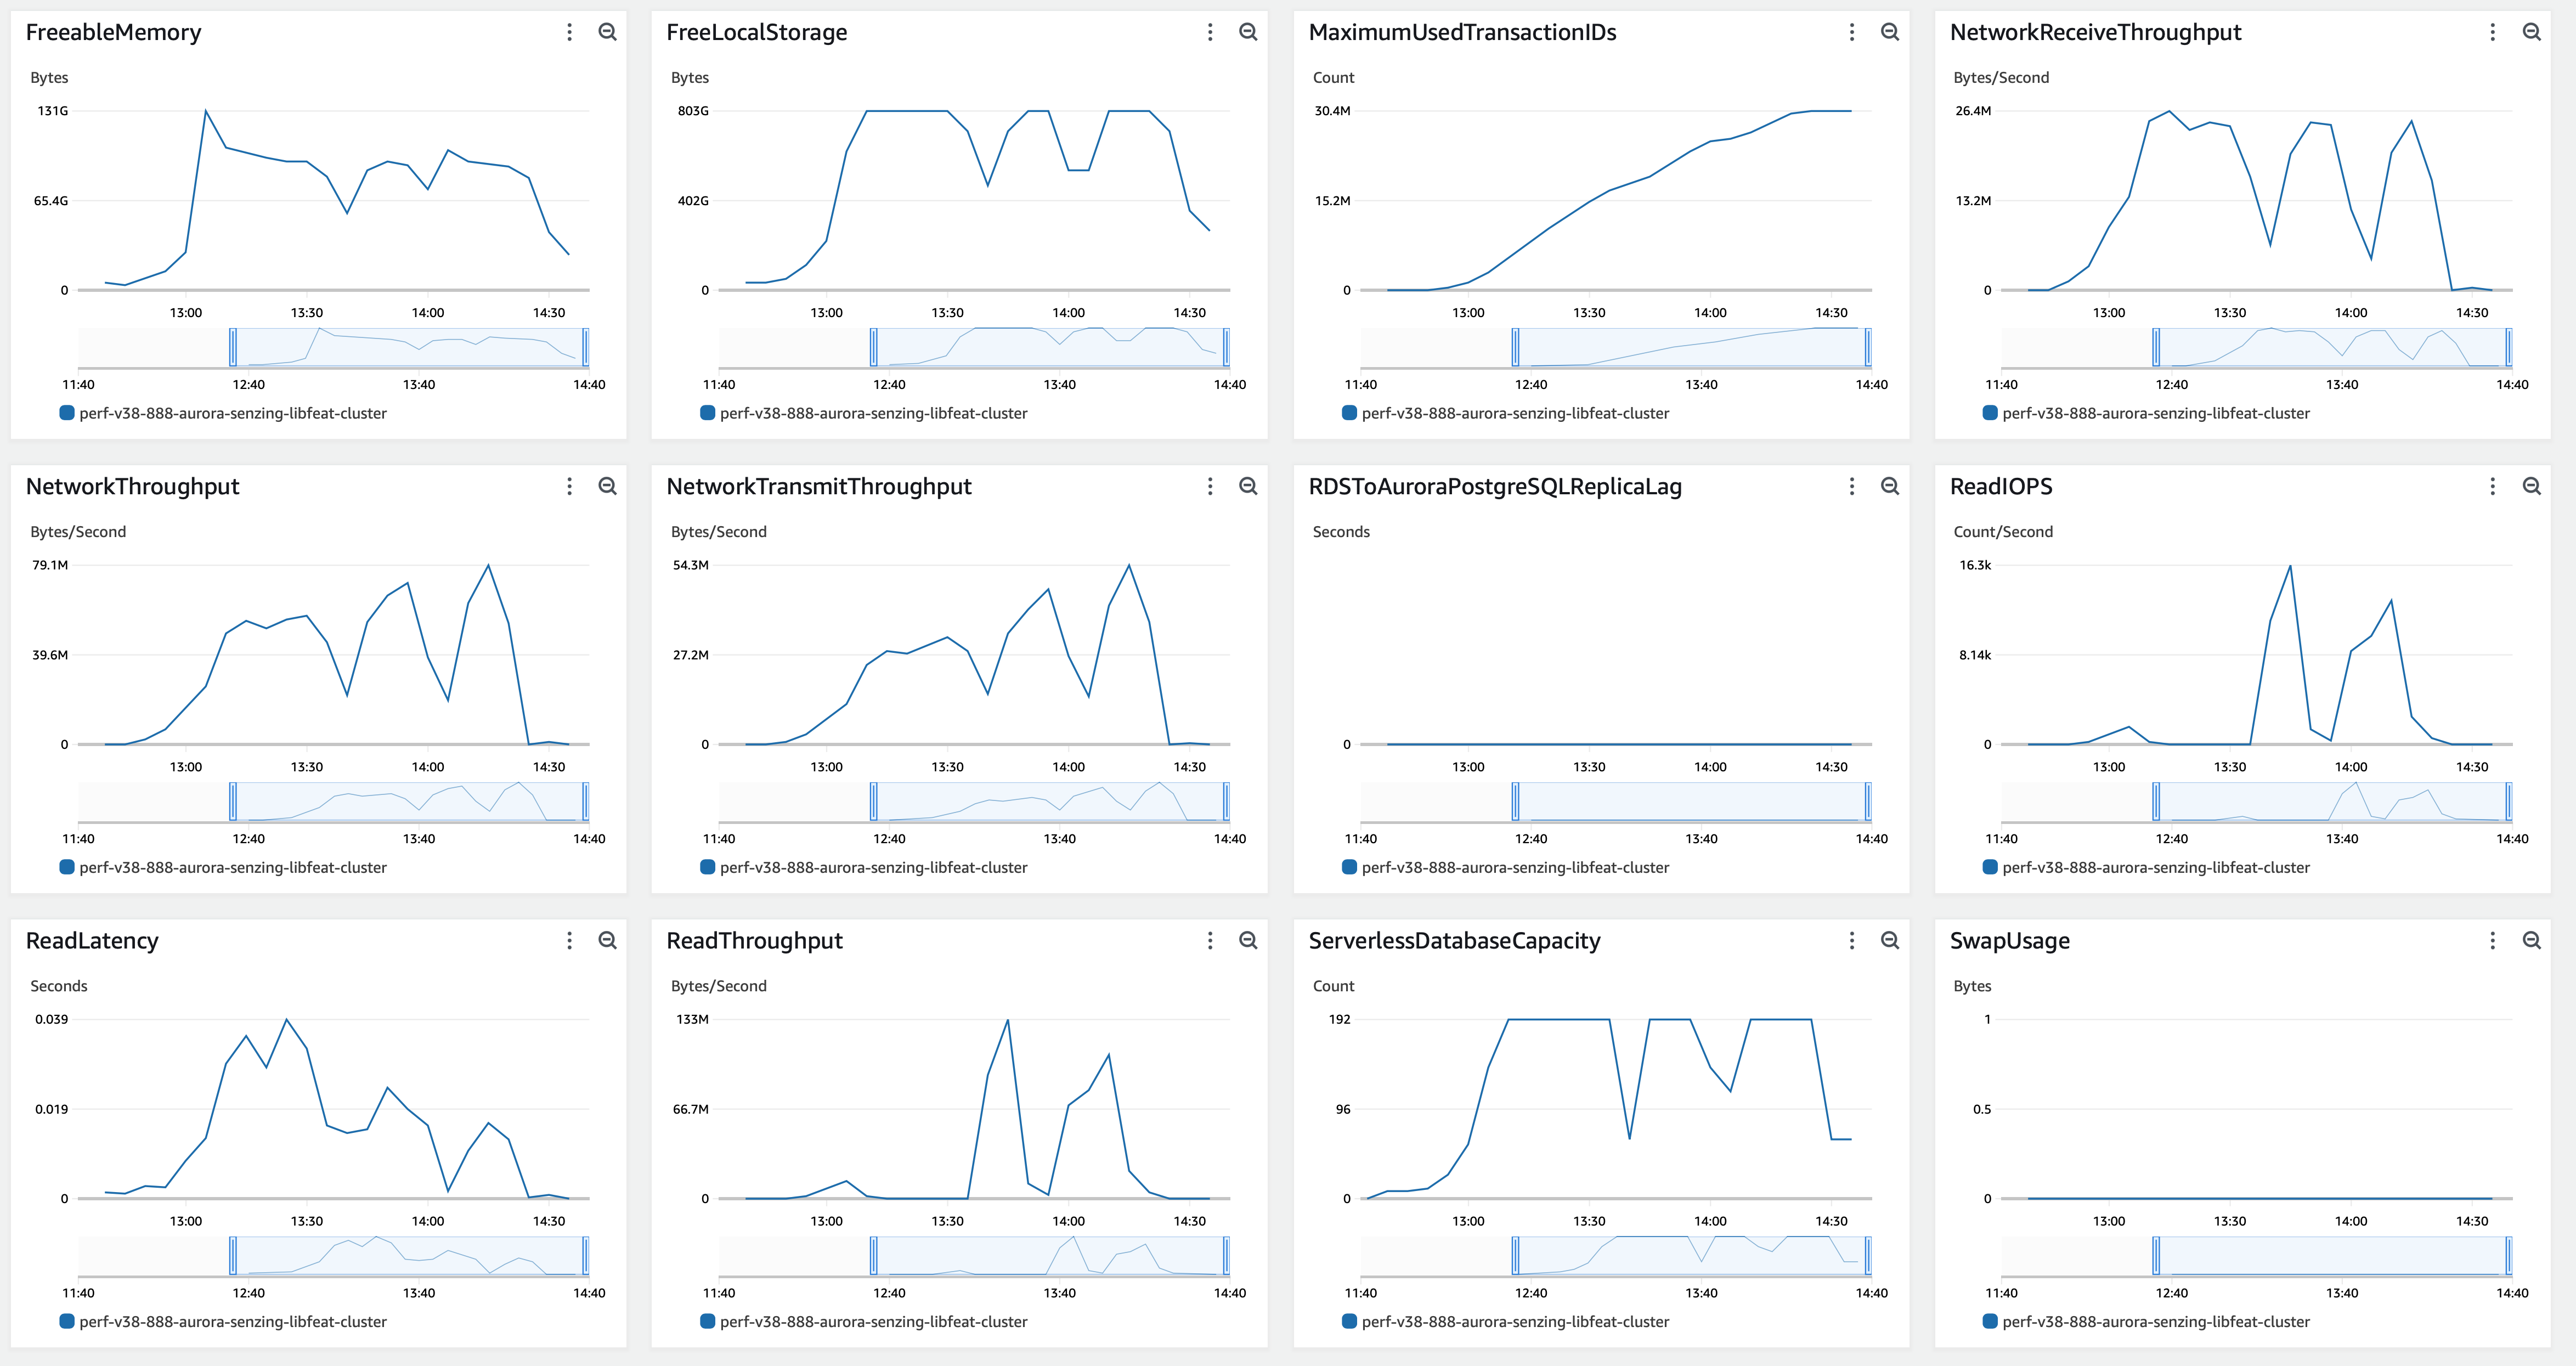 FreeableMemory
Bytes
131G
65.4G
0
13:00 13:30 14:00 14:30
11:40 12:40 13:40 14:40
perf-v38-888-aurora-senzing-libfeat-cluster
FreeLocalStorage
Bytes
803G
402G
0
13:00 13:30 14:00 14:30
11:40 12:40 13:40 14:40
perf-v38-888-aurora-senzing-libfeat-cluster
MaximumUsedTransactionIDs
Count
30.4M
15.2M
0
13:00 13:30 14:00 14:30
11:40 12:40 13:40 14:40
perf-v38-888-aurora-senzing-libfeat-cluster
NetworkReceiveThroughput
Bytes/Second
26.4M
13.2M
0
13:00 13:30 14:00 14:30
11:40 12:40 13:40 14:40
perf-v38-888-aurora-senzing-libfeat-cluster
NetworkThroughput
Bytes/Second
79.1M
39.6M
0
13:00 13:30 14:00 14:30
11:40 12:40 13:40 14:40
perf-v38-888-aurora-senzing-libfeat-cluster
NetworkTransmitThroughput
Bytes/Second
54.3M
27.2M
0
13:00 13:30 14:00 14:30
11:40 12:40 13:40 14:40
perf-v38-888-aurora-senzing-libfeat-cluster
RDSToAuroraPostgreSQLReplicaLag
Seconds
0
13:00 13:30 14:00 14:30
11:40 12:40 13:40 14:40
perf-v38-888-aurora-senzing-libfeat-cluster
ReadIOPS
Count/Second
16.3k
8.14k
0
13:00 13:30 14:00 14:30
11:40 12:40 13:40 14:40
perf-v38-888-aurora-senzing-libfeat-cluster
ReadLatency
Seconds
0.039
0.019
0
13:00 13:30 14:00 14:30
11:40 12:40 13:40 14:40
perf-v38-888-aurora-senzing-libfeat-cluster
ReadThroughput
Bytes/Second
133M
66.7M
0
13:00 13:30 14:00 14:30
11:40 12:40 13:40 14:40
perf-v38-888-aurora-senzing-libfeat-cluster
ServerlessDatabaseCapacity
Count
192
96
0
13:00 13:30 14:00 14:30
11:40 12:40 13:40 14:40
perf-v38-888-aurora-senzing-libfeat-cluster
SwapUsage
Bytes
1
0.5
0
13:00 13:30 14:00 14:30
11:40 12:40 13:40 14:40
perf-v38-888-aurora-senzing-libfeat-cluster